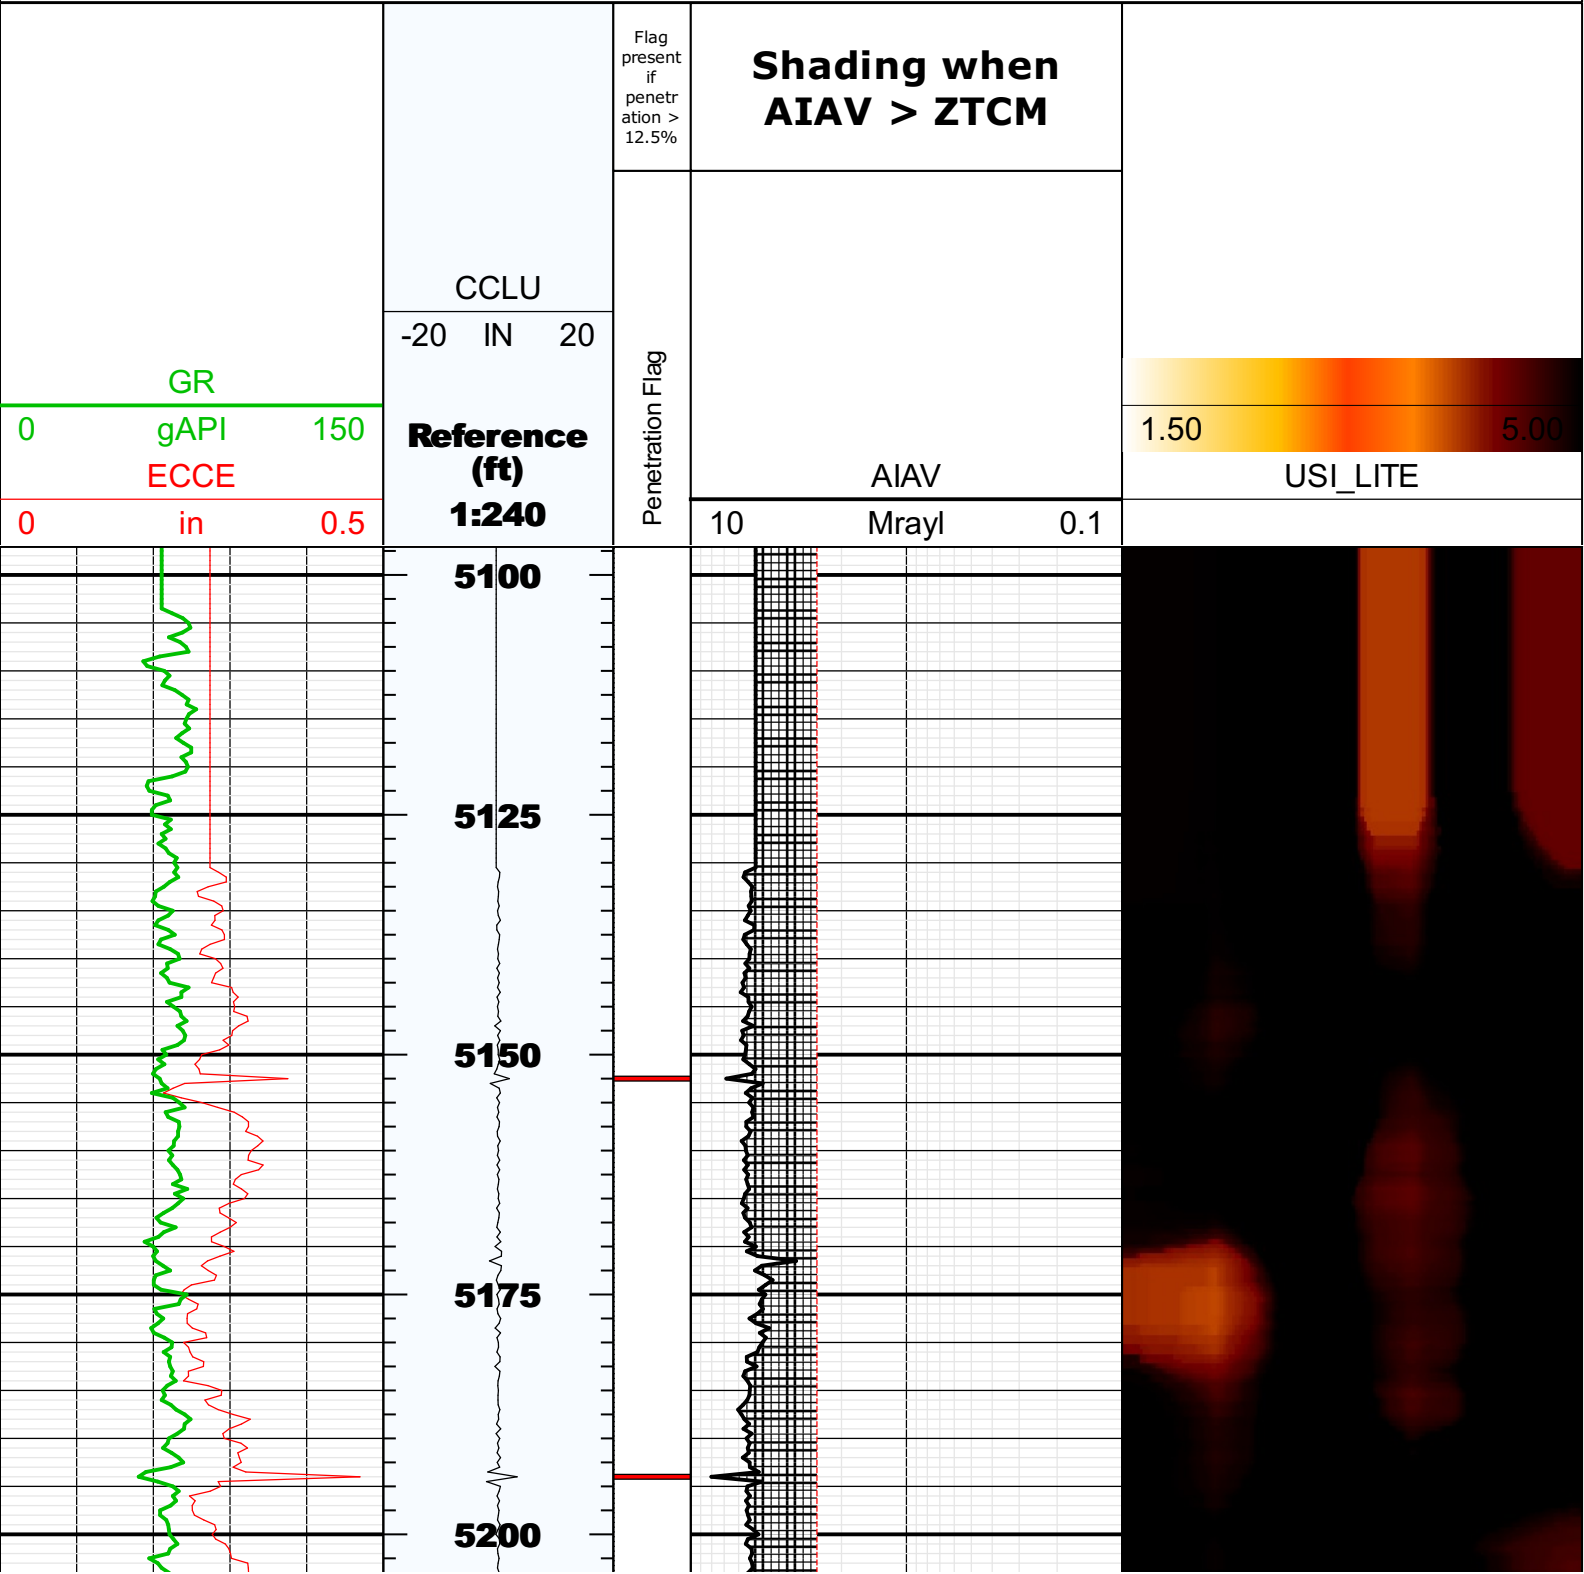 Flag
present
if
penetr
ation >
12.5%
Shading when
AIAV > ZTCM
CCLU
-20 IN 20
GR
0 gAPI 150
ECCE
0 in 0.5
Reference
(ft)
1:240
Penetration Flag
AIAV
10 Mrayl 0.1
1.50 5.00
USI_LITE
5100
5125
5150
5175
5200